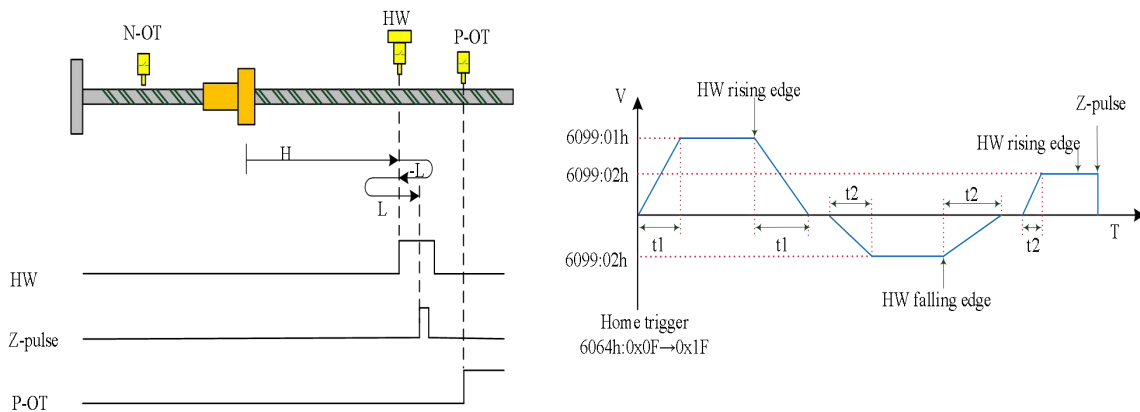 N-OT
HW
P-OT
H
-L
L
HW
Z-pulse
P-OT
V
HW rising edge
Z-pulse
6099:01h
HW rising edge
6099:02h
t2
t2
t1
t1
t2
T
6099:02h
HW falling edge
Home trigger
6064h:0x0F→0x1F